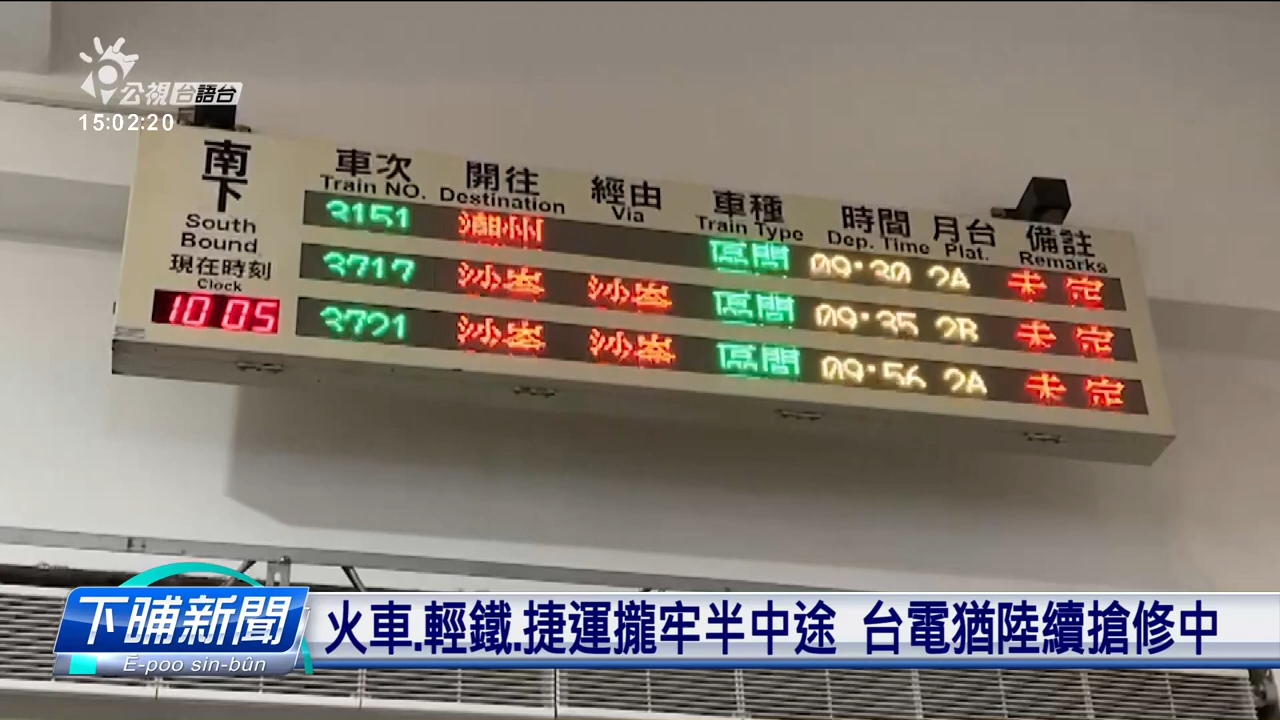 公視台語台
15:02:20
南下
South Bound
現在時刻
Clock
10 05
車次 開往 經由 車種 時間 月台 備註
Train NO. Destination Via Train Type Dep. Time Plat. Remarks
3151 潮州 區間 09:30 2A 未定
3717 沙崙 沙崙 區間 09:35 2B 未定
3721 沙崙 沙崙 區間 09:56 2A 未定
下晡新聞
Ē-poo sin-bûn
火車.輕鐵.捷運攏牢半中途 台電猶陸續搶修中